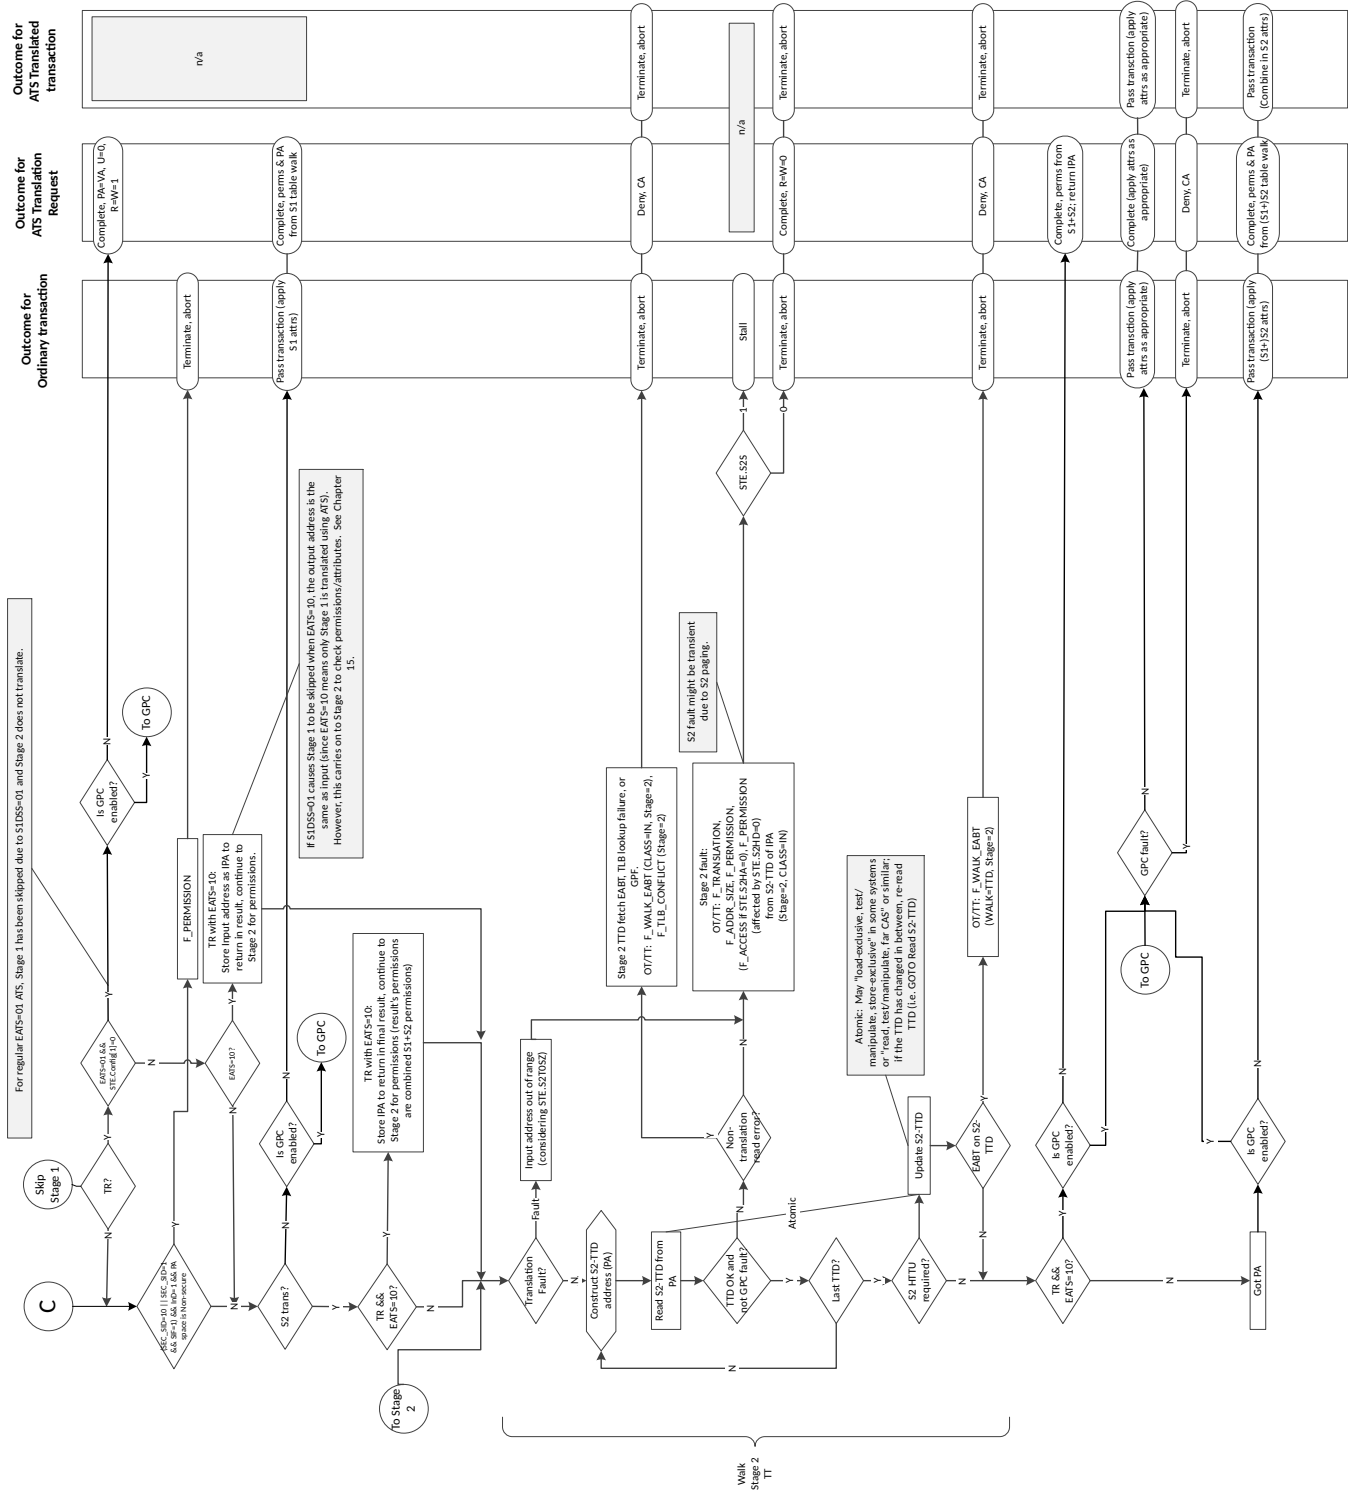 Outcome for
ATS Translated
transaction
Outcome for
ATS Translation
Request
Outcome for
Ordinary transaction
n/a
Terminate, abort
n/a
Terminate, abort
Terminate, abort
Pass transction (apply
attrs as appropriate)
Terminate, abort
Pass transaction
(Combine in S2 attrs)
Complete, PA=VA, U=0,
R=W=1
Complete, perms & PA
from S1 table walk
Deny, CA
Complete, R=W=0
Deny, CA
Complete, perms from
S1+S2; return IPA
Complete (apply attrs as
appropriate)
Deny, CA
Complete, perms & PA
from (S1+)S2 table walk
Terminate, abort
Pass transaction (apply
S1 attrs)
Terminate, abort
Stall
Terminate, abort
Terminate, abort
Pass transction (apply
attrs as appropriate)
Terminate, abort
Pass transaction (apply
(S1+)S2 attrs)
For regular EATS=01 ATS, Stage 1 has been skipped due to S1DSS=01 and Stage 2 does not translate.
Skip
Stage 1
TR?
Y
N
C
EATS=01 &&
STE.Config[1]=0
Y
N
Is GPC
enabled?
N
Y
To GPC
(SEC_SID=10 || SEC_SID=1
&& SIF=1) && InD=1 && PA
space is Non-secure
Y
N
F_PERMISSION
EATS=10?
Y
N
TR with EATS=10:
Store Input address as IPA to
return in result, continue to
Stage 2 for permissions.
If S1DSS=01 causes Stage 1 to be skipped when EATS=10, the output address is the
same as input (since EATS=10 means only Stage 1 is translated using ATS).
However, this carries on to Stage 2 to check permissions/attributes. See Chapter
15.
S2 trans?
N
Y
Is GPC
enabled?
N
Y
To GPC
TR &&
EATS=10?
Y
N
TR with EATS=10:
Store IPA to return in final result, continue to
Stage 2 for permissions (result's permissions
are combined S1+S2 permissions)
To Stage
2
Walk
Stage 2
TT
Translation
Fault?
Fault
N
Input address out of range
(considering STE.S2T0SZ)
Construct S2-TTD
address (PA)
Read S2-TTD from
PA
TTD OK and
not GPC fault?
N
Y
Non-
translation
read error?
Y
N
Stage 2 TTD fetch EABT, TLB lookup failure, or
GPF.
OT/TT: F_WALK_EABT (CLASS=IN, Stage=2),
F_TLB_CONFLICT (Stage=2)
Stage 2 fault:
OT/TT: F_TRANSLATION,
F_ADDR_SIZE, F_PERMISSION,
(F_ACCESS if STE.S2HA=0), F_PERMISSION
(affected by STE.S2HD=0)
from S2-TTD of IPA
(Stage=2, CLASS=IN)
S2 fault might be transient
due to S2 paging.
STE.S2S
1
0
Last TTD?
N
Y
Atomic
S2 HTTU
required?
N
Update S2-TTD
Atomic: May "load-exclusive, test/
manipulate, store-exclusive" in some systems
or "read, test/manipulate, far CAS" or similar;
if the TTD has changed in between, re-read
TTD (i.e. GOTO Read S2-TTD)
EABT on S2-
TTD
Y
N
OT/TT: F_WALK_EABT
(WALK=TTD, Stage=2)
TR &&
EATS=10?
Y
N
Is GPC
enabled?
N
Y
To GPC
GPC fault?
N
Y
Got PA
Is GPC
enabled?
N
Y